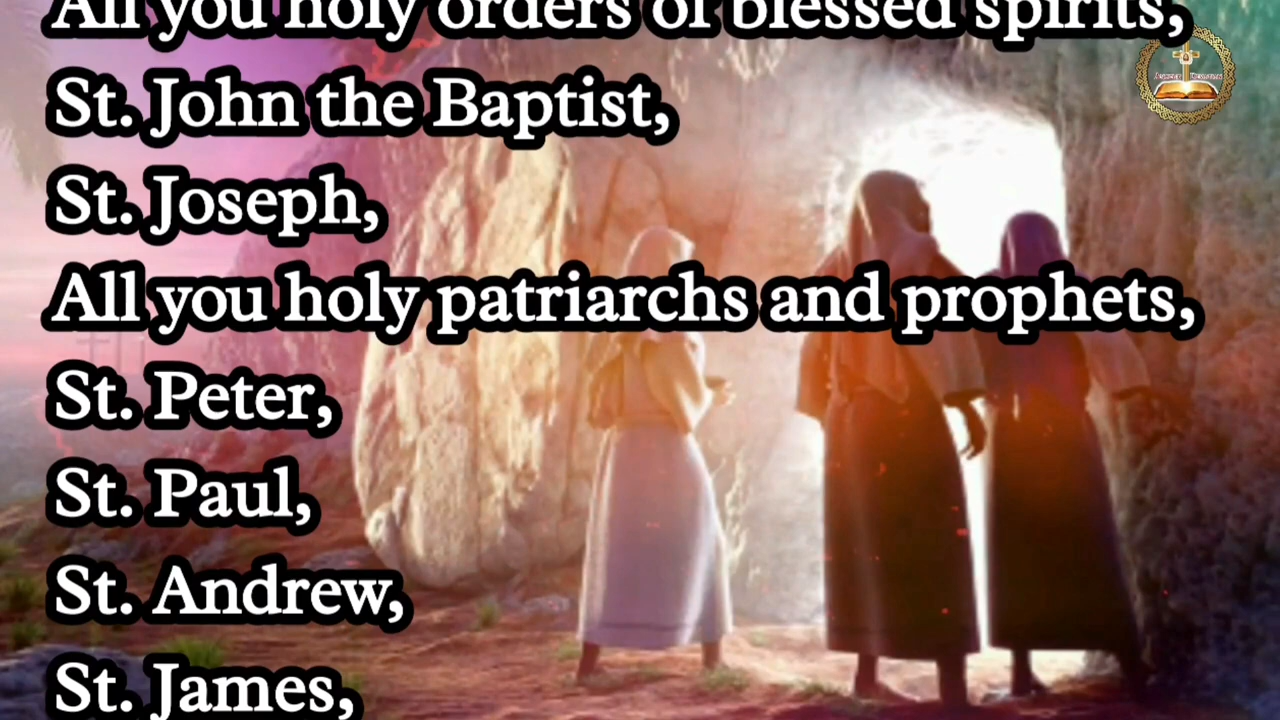 All you holy orders of blessed spirits,
St. John the Baptist,
St. Joseph,
All you holy patriarchs and prophets,
St. Peter,
St. Paul,
St. Andrew,
St. James,